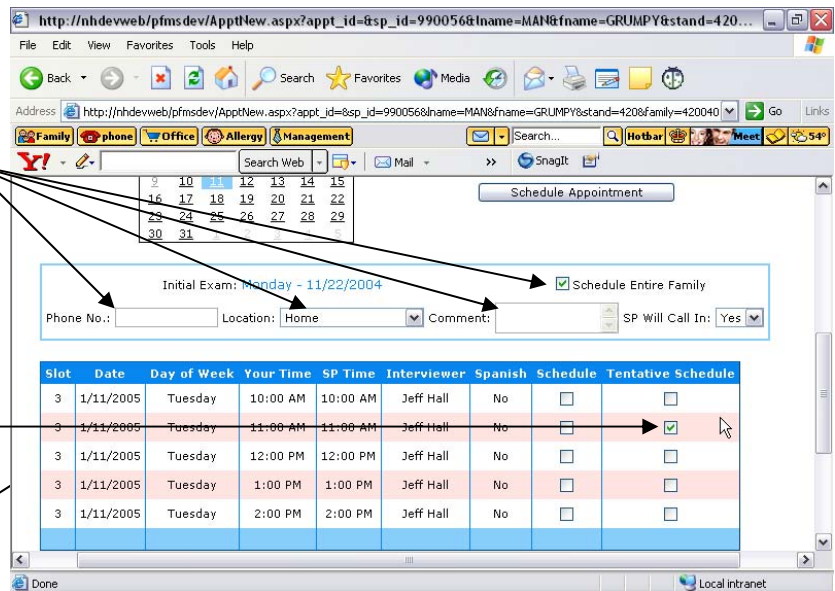 http://nhdevweb/pfmsdev/ApptNew.aspx?appt_id=&sp_id=990056&lname=MAN&fname=GRUMPY&stand=420...
File Edit View Favorites Tools Help
Back Search Favorites Media
Address http://nhdevweb/pfmsdev/ApptNew.aspx?appt_id=&sp_id=990056&lname=MAN&fname=GRUMPY&stand=420&family=420040 Go Links
Family phone Office Allergy Management Search... Hotbar Meet 54°
Y! Search Web Mail » SnagIt
9 10 11 12 13 14 15
16 17 18 19 20 21 22 Schedule Appointment
23 24 25 26 27 28 29
30 31 1 2 3 4 5
Initial Exam: Monday - 11/22/2004 Schedule Entire Family
Phone No.: Location: Home Comment: SP Will Call In: Yes
Slot Date Day of Week Your Time SP Time Interviewer Spanish Schedule Tentative Schedule
3 1/11/2005 Tuesday 10:00 AM 10:00 AM Jeff Hall No
3 1/11/2005 Tuesday 11:00 AM 11:00 AM Jeff Hall No
3 1/11/2005 Tuesday 12:00 PM 12:00 PM Jeff Hall No
3 1/11/2005 Tuesday 1:00 PM 1:00 PM Jeff Hall No
3 1/11/2005 Tuesday 2:00 PM 2:00 PM Jeff Hall No
Done Local intranet